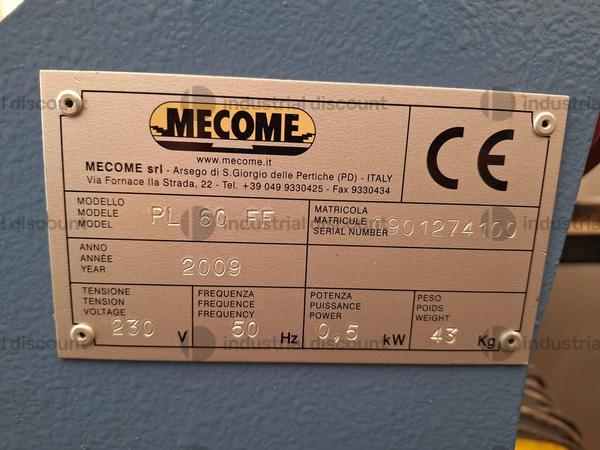 MECOME
www.mecome.it
MECOME srl - Arsego di S.Giorgio delle Pertiche (PD) - ITALY
Via Fornace IIa Strada, 22 - Tel. +39 049 9330425 - Fax 9330434
CE
MODELLO
MODELE
MODEL
PL 60 EF
MATRICOLA
MATRICULE
SERIAL NUMBER
0901274100
ANNO
ANNÉE
YEAR
2009
TENSIONE
TENSION
VOLTAGE
230 V
FREQUENZA
FREQUENCE
FREQUENCY
50 Hz
POTENZA
PUISSANCE
POWER
0,5 kW
PESO
POIDS
WEIGHT
43 Kg
industrial discount